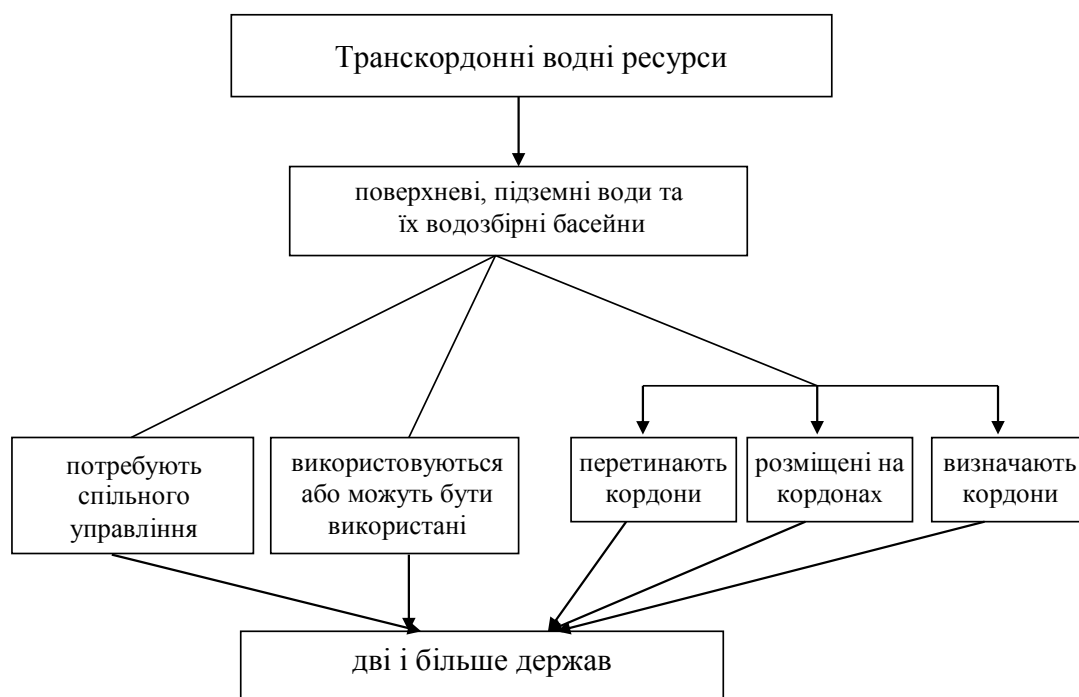 Транскордонні водні ресурси
поверхневі, підземні води та
їх водозбірні басейни
потребують
спільного
управління
використовуються
або можуть бути
використані
перетинають
кордони
розміщені на
кордонах
визначають
кордони
дві і більше держав